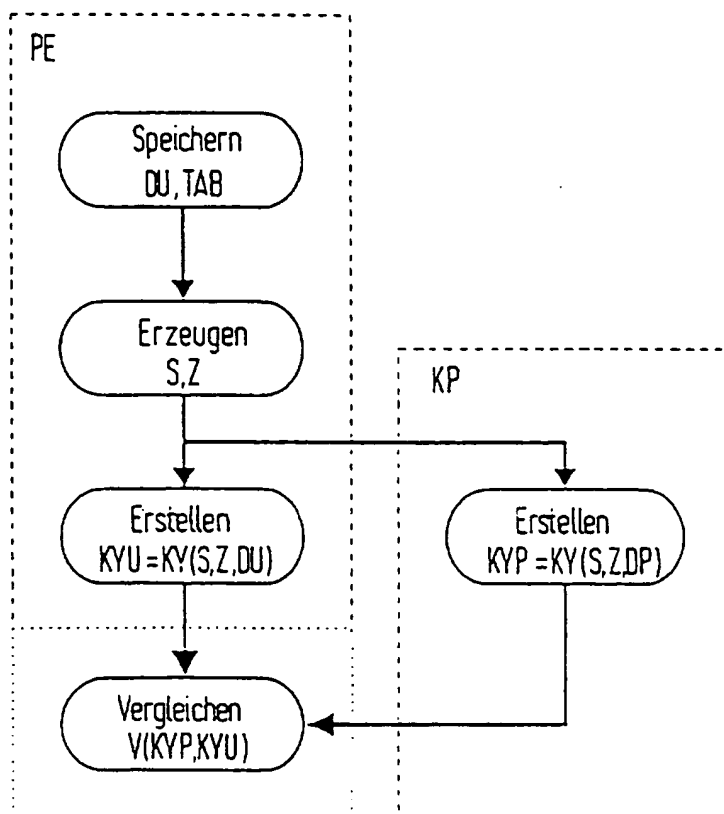 PE
Speichern
DU, TAB
Erzeugen
S,Z
KP
Erstellen
KYU =KY(S,Z,DU)
Erstellen
KYP =KY(S,Z,DP)
Vergleichen
V(KYP,KYU)